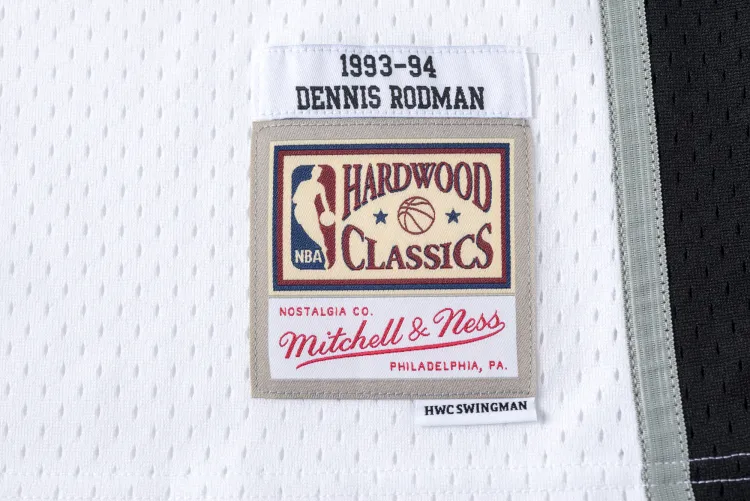 1993-94
DENNIS RODMAN
HARDWOOD
NBA
CLASSICS
NOSTALGIA CO.
Mitchell & Ness
PHILADELPHIA, PA.
HWC SWINGMAN